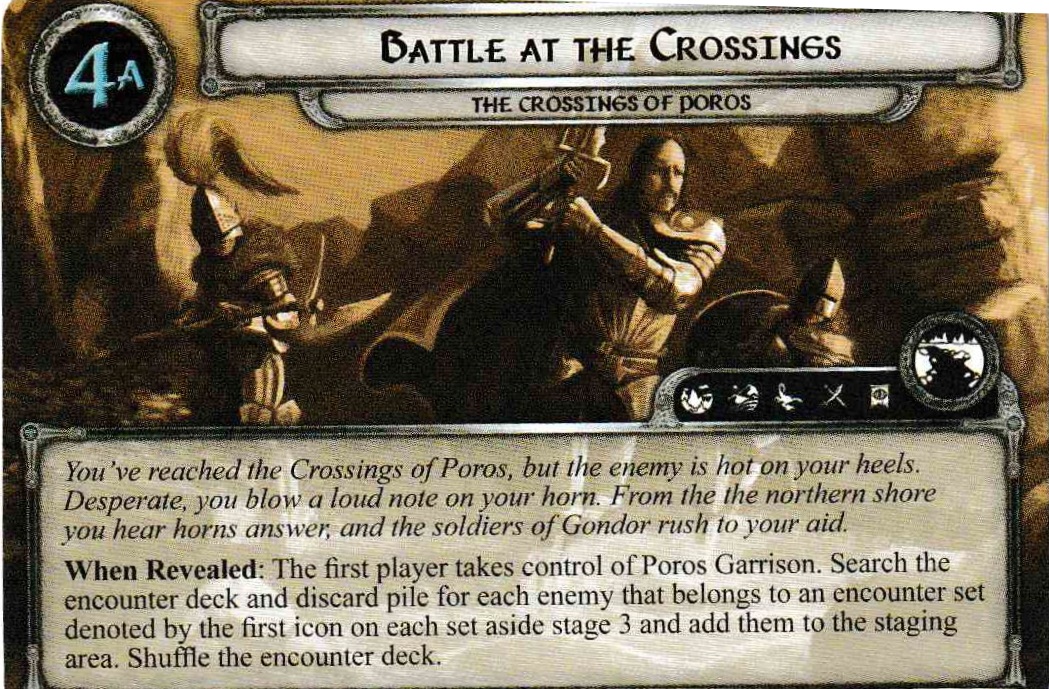 4A
BATTLE AT THE CROSSINGS
THE CROSSINGS OF POROS
You've reached the Crossings of Poros, but the enemy is hot on your heels.
Desperate, you blow a loud note on your horn. From the the northern shore
you hear horns answer, and the soldiers of Gondor rush to your aid.
When Revealed: The first player takes control of Poros Garrison. Search the
encounter deck and discard pile for each enemy that belongs to an encounter set
denoted by the first icon on each set aside stage 3 and add them to the staging
area. Shuffle the encounter deck.